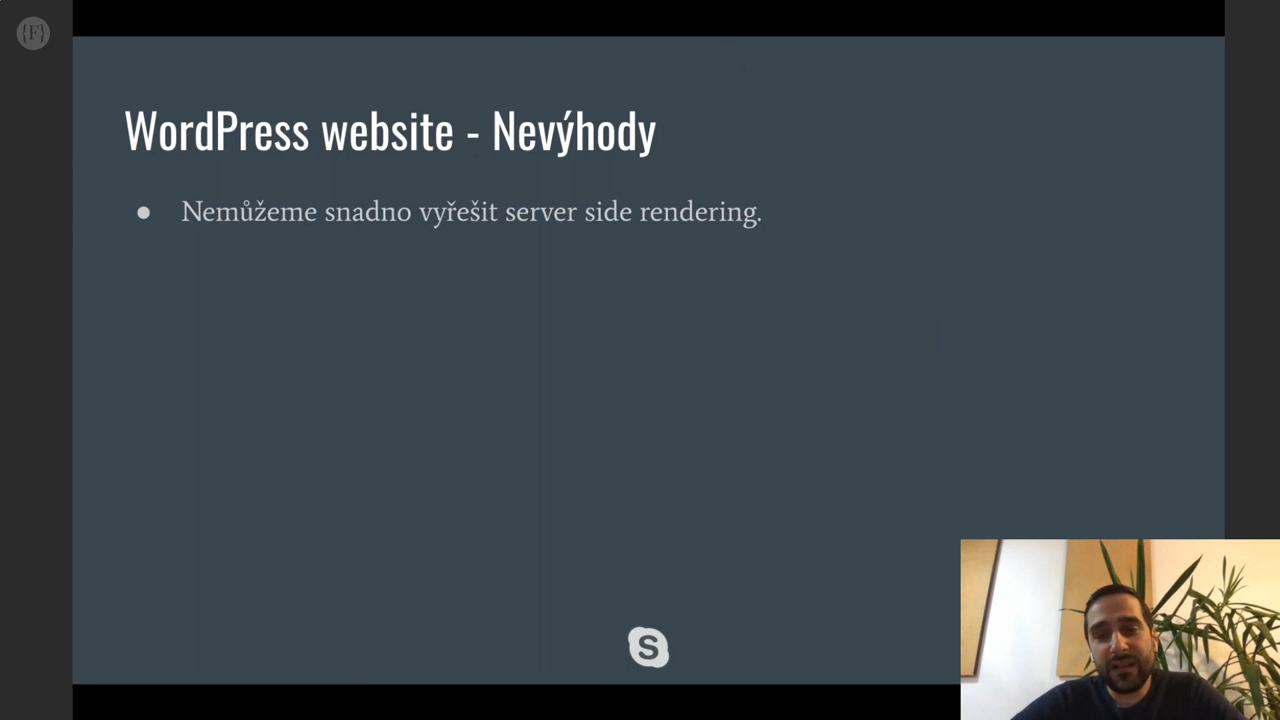 {F}
WordPress website - Nevýhody
● Nemůžeme snadno vyřešit server side rendering.
S